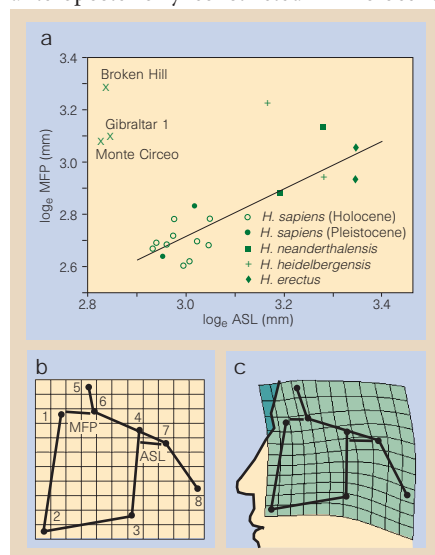 a
3.4
Broken Hill
3.2
Gibraltar 1
Monte Circeo
3.0
2.8
2.6
logₑ MFP (mm)
H. sapiens (Holocene)
H. sapiens (Pleistocene)
H. neanderthalensis
H. heidelbergensis
H. erectus
2.8 3.0 3.2 3.4
logₑ ASL (mm)
b c
5
6
1
MFP
4
7
ASL
8
2
3